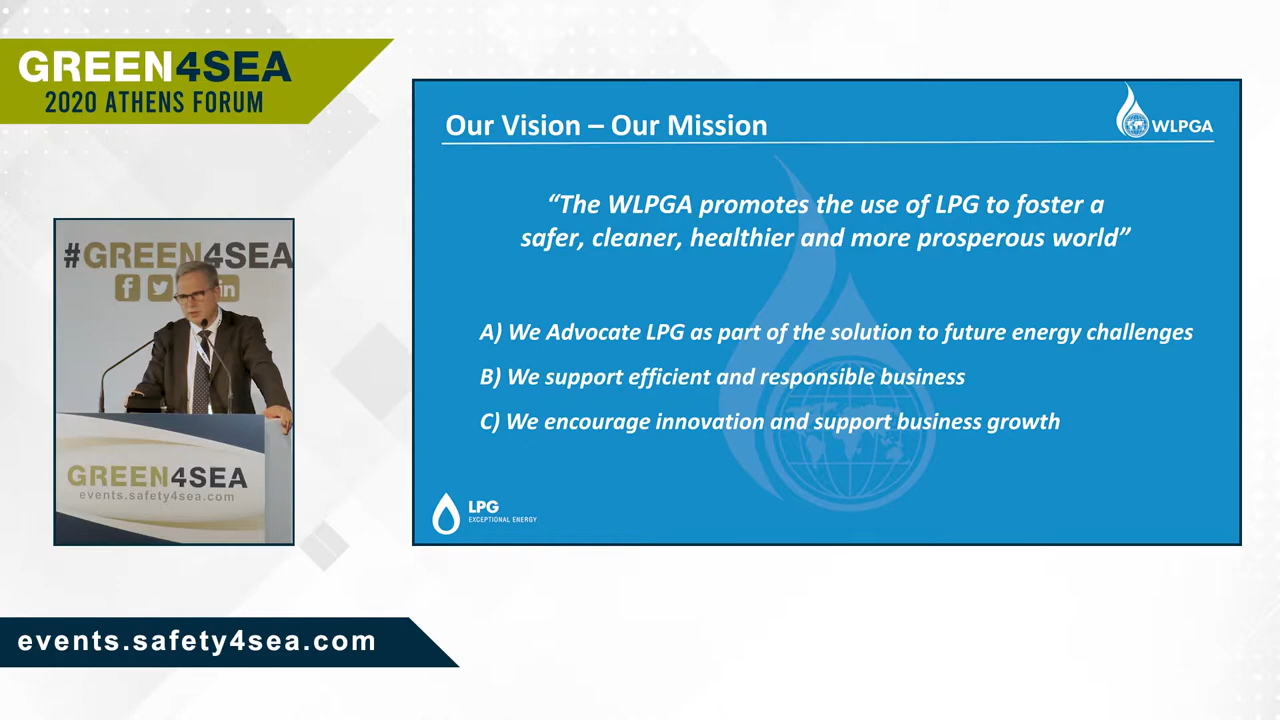 GREEN4SEA
2020 ATHENS FORUM
#GREEN4SEA
f
in
GREEN4SEA
events.safety4sea.com
events.safety4sea.com
Our Vision – Our Mission
WLPGA
“The WLPGA promotes the use of LPG to foster a
safer, cleaner, healthier and more prosperous world”
A) We Advocate LPG as part of the solution to future energy challenges
B) We support efficient and responsible business
C) We encourage innovation and support business growth
LPG
EXCEPTIONAL ENERGY